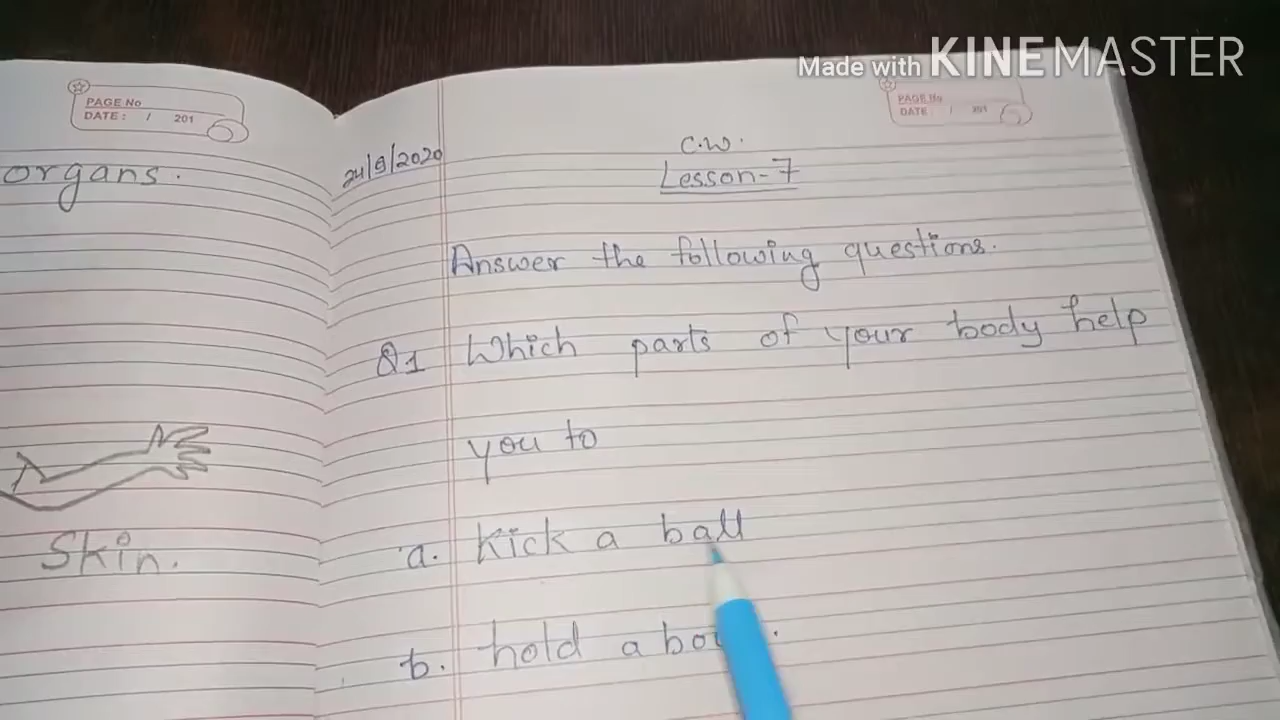 Made with KINEMASTER
PAGE No
DATE: / 201
PAGE No
DATE: / 201
organs.
24/9/2020
C.W.
Lesson-7
Answer the following questions.
Q1 Which parts of your body help
you to
a. Kick a ball
Skin.
b. hold a